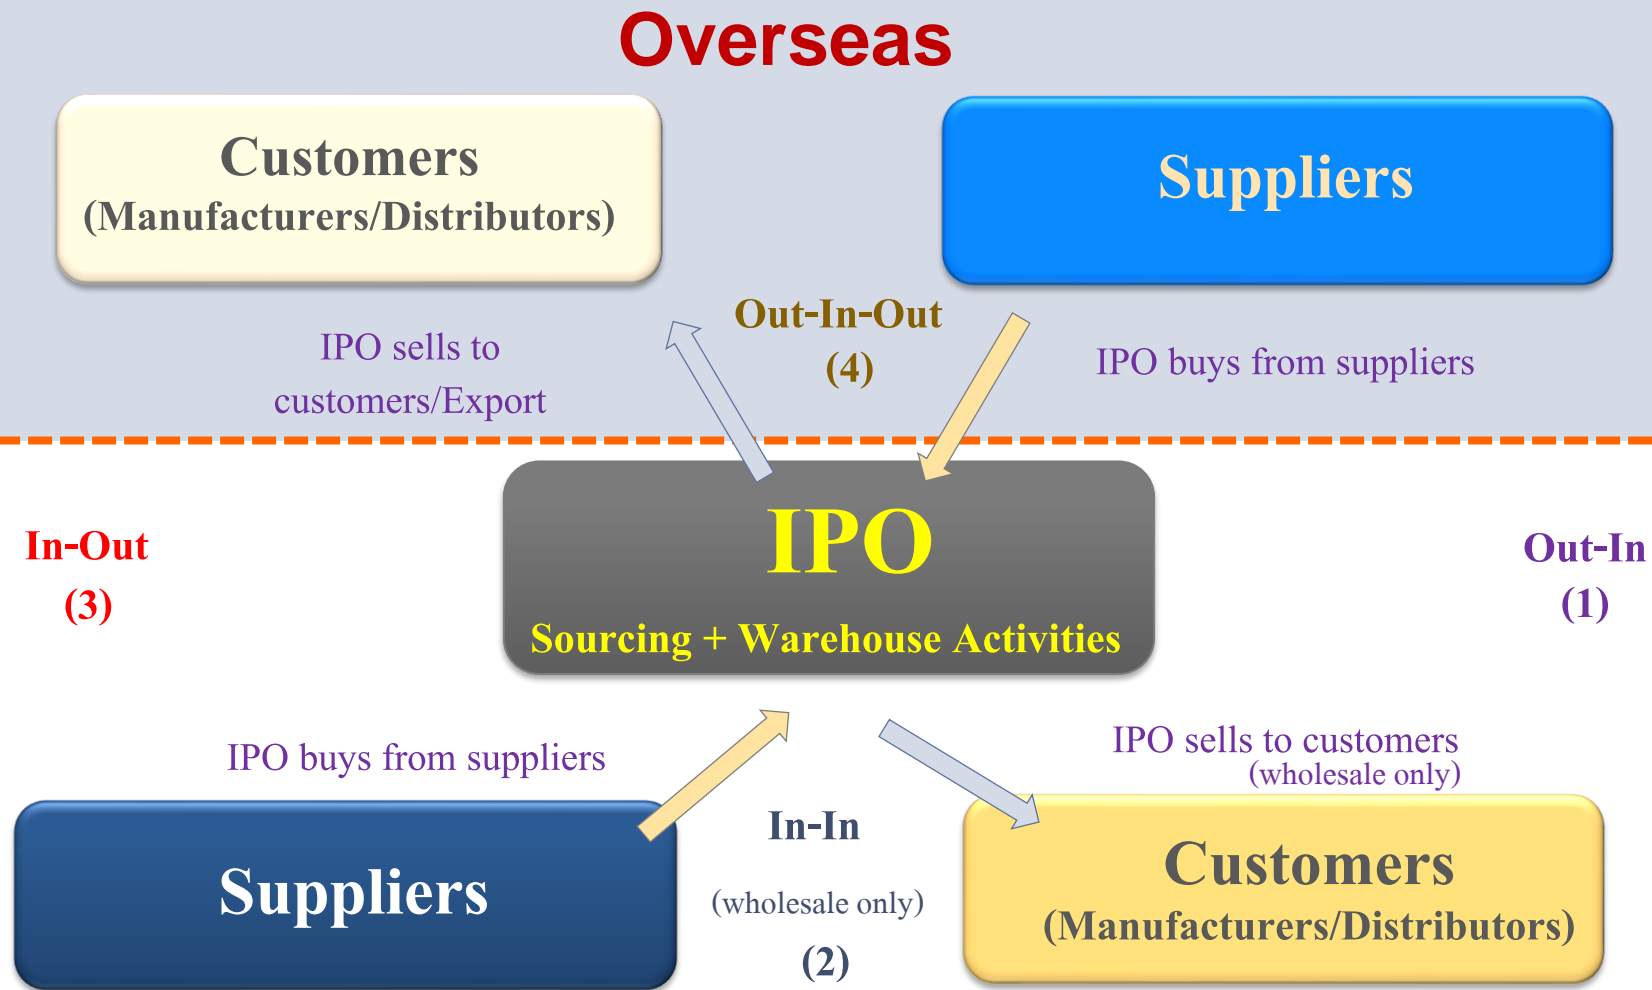 Overseas
Customers
(Manufacturers/Distributors)
Suppliers
Out-In-Out
(4)
IPO sells to
customers/Export
IPO buys from suppliers
IPO
Sourcing + Warehouse Activities
In-Out
(3)
Out-In
(1)
IPO buys from suppliers
IPO sells to customers
(wholesale only)
In-In
(wholesale only)
(2)
Suppliers
Customers
(Manufacturers/Distributors)